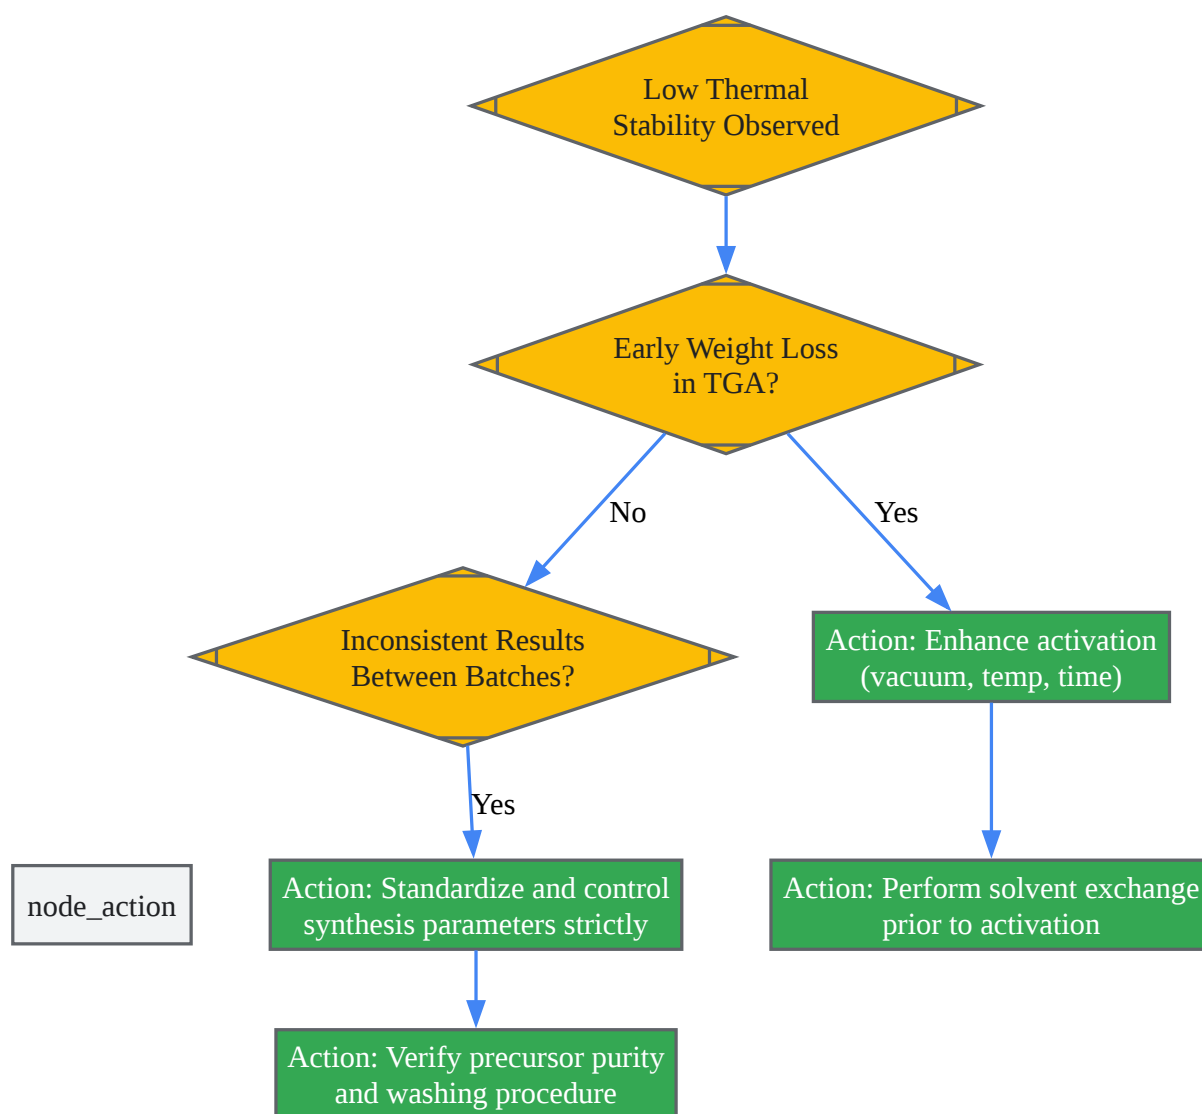 Low Thermal
Stability Observed
Early Weight Loss
in TGA?
No
Yes
Inconsistent Results
Between Batches?
Action: Enhance activation
(vacuum, temp, time)
Yes
node_action
Action: Standardize and control
synthesis parameters strictly
Action: Perform solvent exchange
prior to activation
Action: Verify precursor purity
and washing procedure